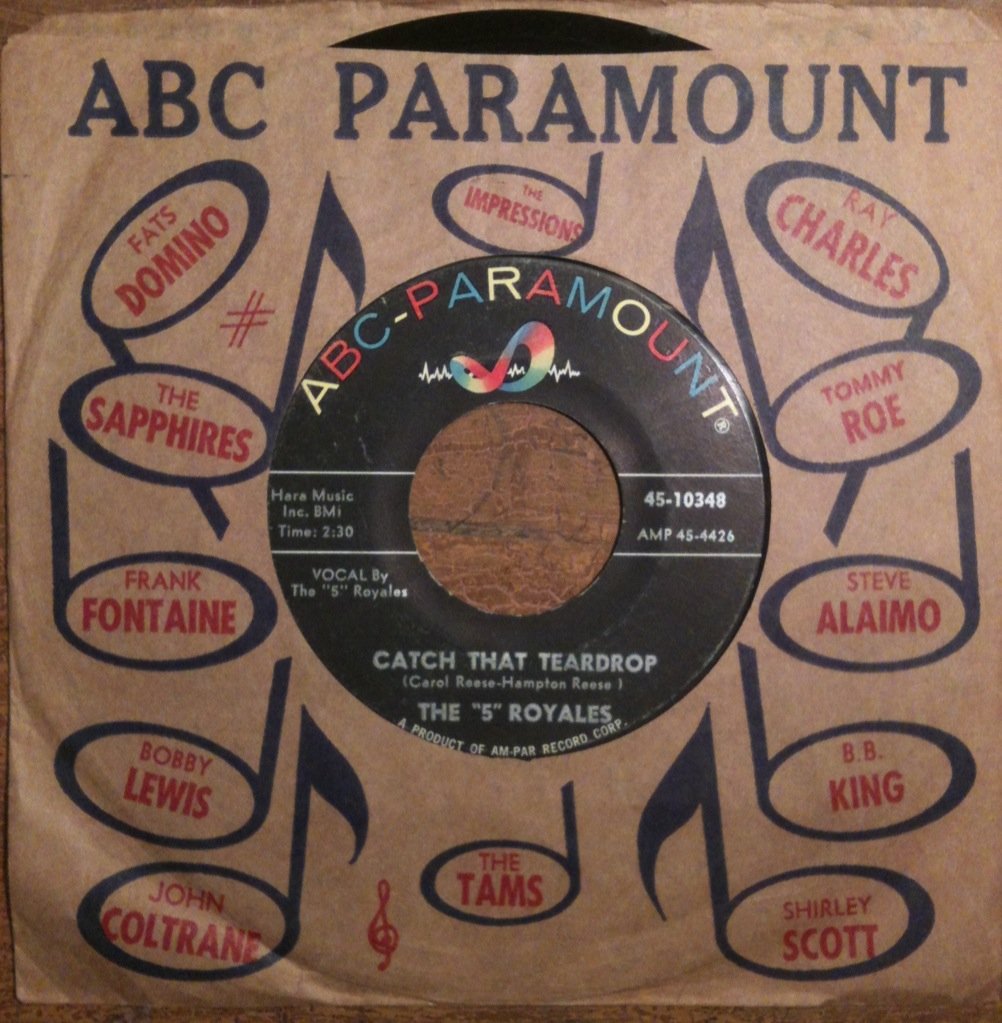 ABC PARAMOUNT
FATS
DOMINO
THE
IMPRESSIONS
RAY
CHARLES
#
THE
SAPPHIRES
TOMMY
ROE
FRANK
FONTAINE
STEVE
ALAIMO
BOBBY
LEWIS
B.B.
KING
JOHN
COLTRANE
THE
TAMS
SHIRLEY
SCOTT
ABC-PARAMOUNT®
Hara Music
Inc. BMi
Time: 2:30
45-10348
AMP 45-4426
VOCAL By
The "5" Royales
CATCH THAT TEARDROP
(Carol Reese-Hampton Reese )
THE "5" ROYALES
A PRODUCT OF AM-PAR RECORD CORP.